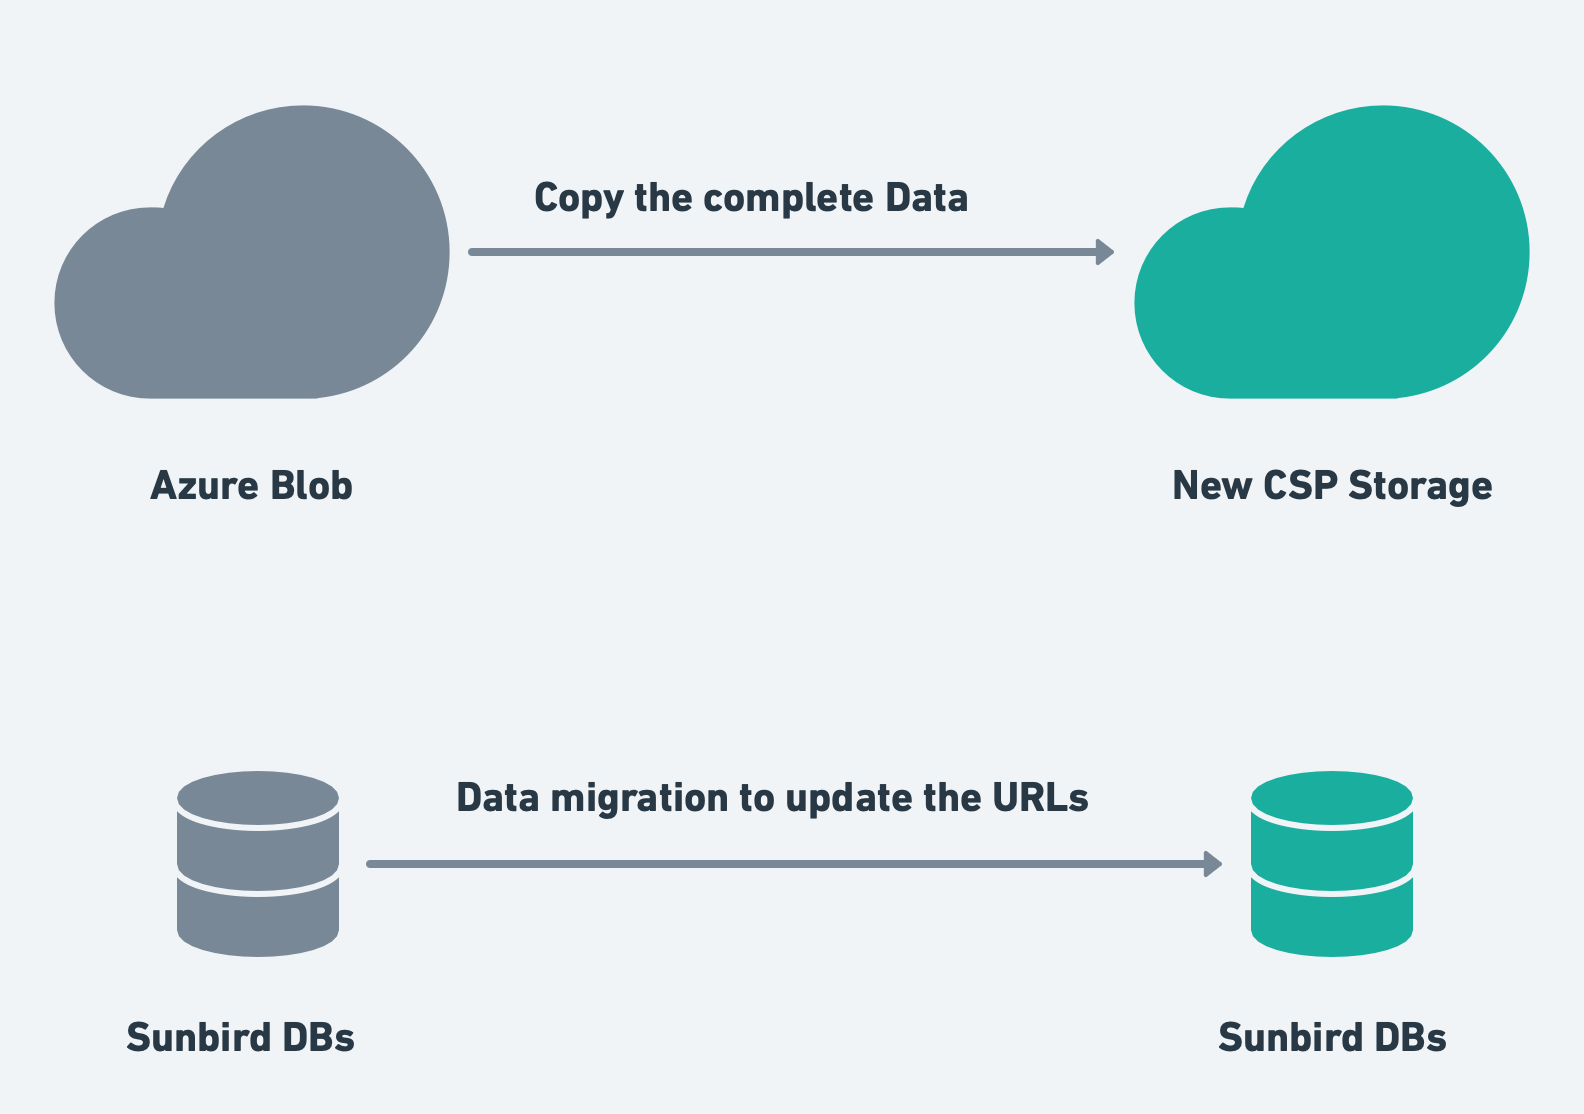 Copy the complete Data
Azure Blob
New CSP Storage
Data migration to update the URLs
Sunbird DBs
Sunbird DBs